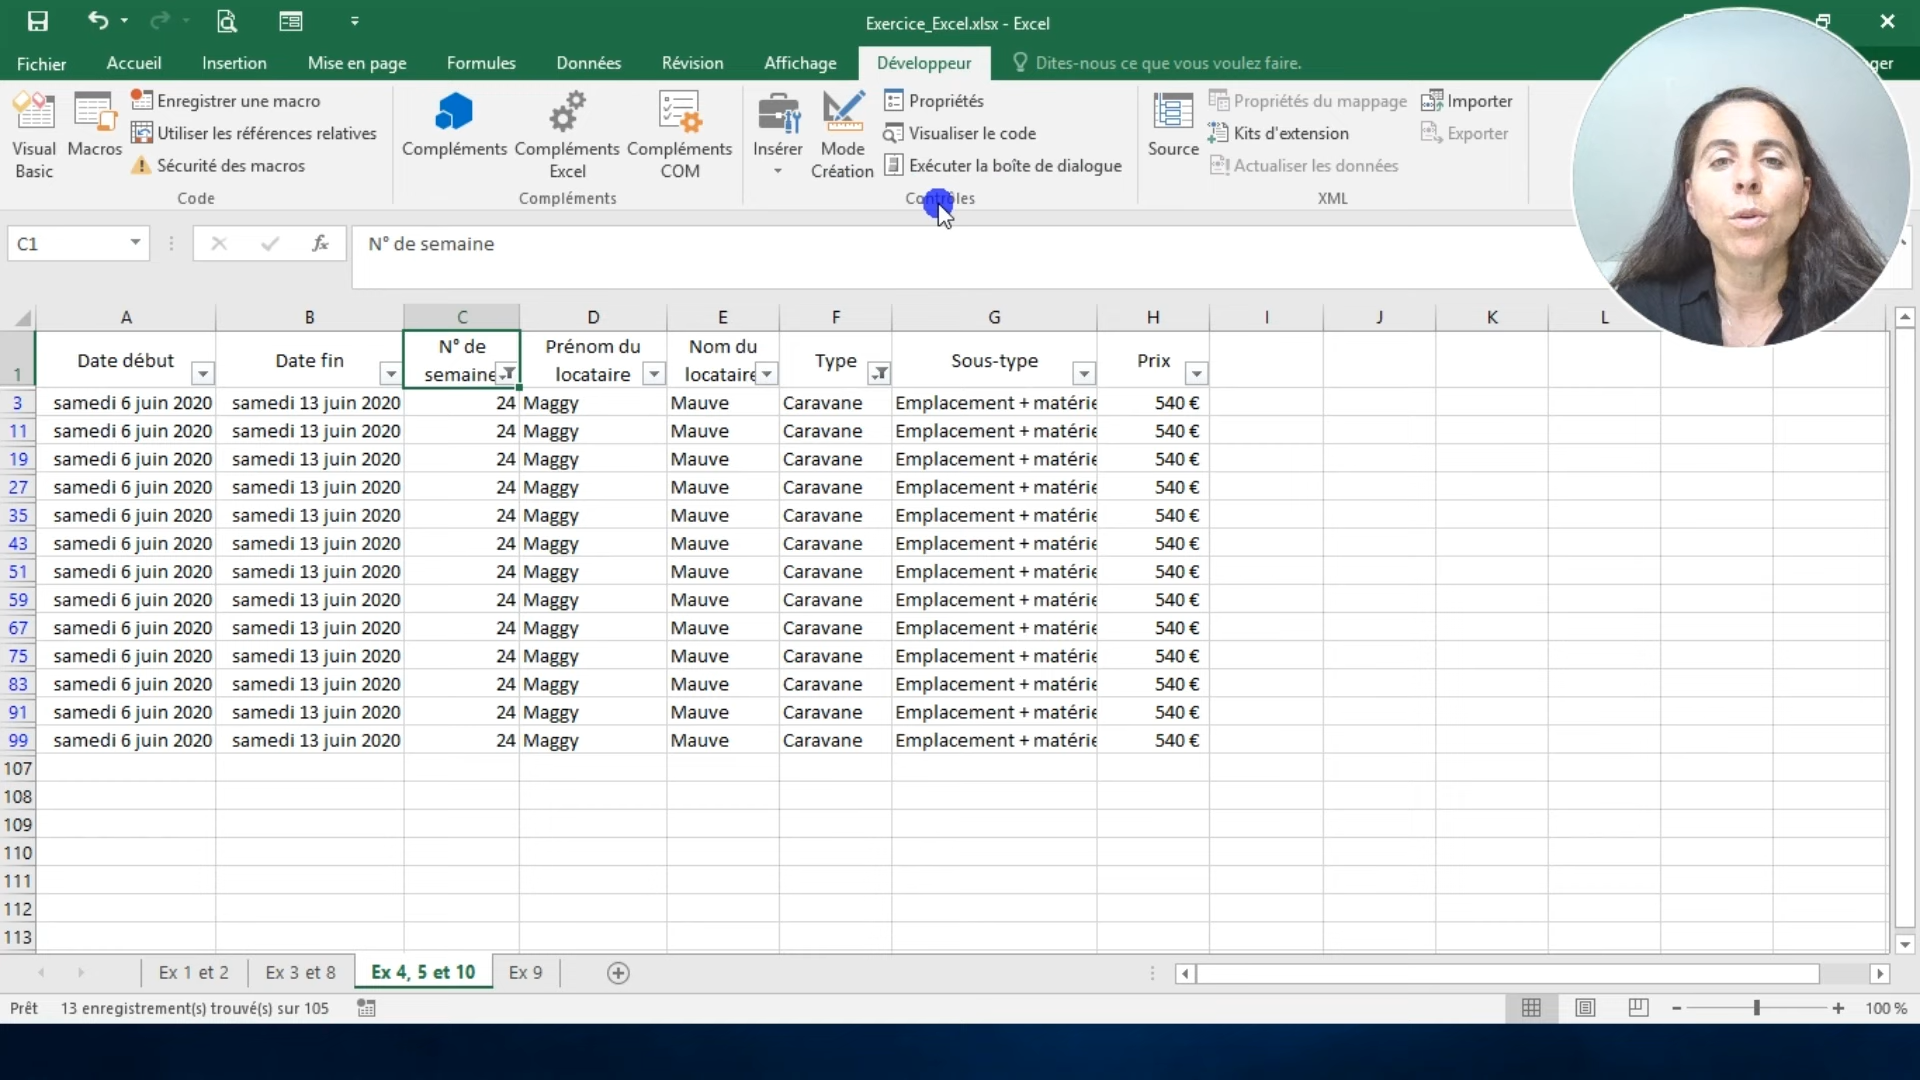 Exercice_Excel.xlsx - Excel
Fichier Accueil Insertion Mise en page Formules Données Révision Affichage Développeur Dites-nous ce que vous voulez faire.
Visual Basic
Macros
Enregistrer une macro
Utiliser les références relatives
Sécurité des macros
Code
Compléments
Compléments Excel
Compléments COM
Compléments
Insérer
Mode Création
Propriétés
Visualiser le code
Exécuter la boîte de dialogue
Contrôles
Source
Propriétés du mappage
Kits d'extension
Actualiser les données
Importer
Exporter
XML
C1 fx N° de semaine
A B C D E F G H I J K L
1 Date début Date fin N° de semaine Prénom du locataire Nom du locataire Type Sous-type Prix
3 samedi 6 juin 2020 samedi 13 juin 2020 24 Maggy Mauve Caravane Emplacement + matérie 540 €
11 samedi 6 juin 2020 samedi 13 juin 2020 24 Maggy Mauve Caravane Emplacement + matérie 540 €
19 samedi 6 juin 2020 samedi 13 juin 2020 24 Maggy Mauve Caravane Emplacement + matérie 540 €
27 samedi 6 juin 2020 samedi 13 juin 2020 24 Maggy Mauve Caravane Emplacement + matérie 540 €
35 samedi 6 juin 2020 samedi 13 juin 2020 24 Maggy Mauve Caravane Emplacement + matérie 540 €
43 samedi 6 juin 2020 samedi 13 juin 2020 24 Maggy Mauve Caravane Emplacement + matérie 540 €
51 samedi 6 juin 2020 samedi 13 juin 2020 24 Maggy Mauve Caravane Emplacement + matérie 540 €
59 samedi 6 juin 2020 samedi 13 juin 2020 24 Maggy Mauve Caravane Emplacement + matérie 540 €
67 samedi 6 juin 2020 samedi 13 juin 2020 24 Maggy Mauve Caravane Emplacement + matérie 540 €
75 samedi 6 juin 2020 samedi 13 juin 2020 24 Maggy Mauve Caravane Emplacement + matérie 540 €
83 samedi 6 juin 2020 samedi 13 juin 2020 24 Maggy Mauve Caravane Emplacement + matérie 540 €
91 samedi 6 juin 2020 samedi 13 juin 2020 24 Maggy Mauve Caravane Emplacement + matérie 540 €
99 samedi 6 juin 2020 samedi 13 juin 2020 24 Maggy Mauve Caravane Emplacement + matérie 540 €
107
108
109
110
111
112
113
Ex 1 et 2 Ex 3 et 8 Ex 4, 5 et 10 Ex 9
Prêt 13 enregistrement(s) trouvé(s) sur 105 100 %